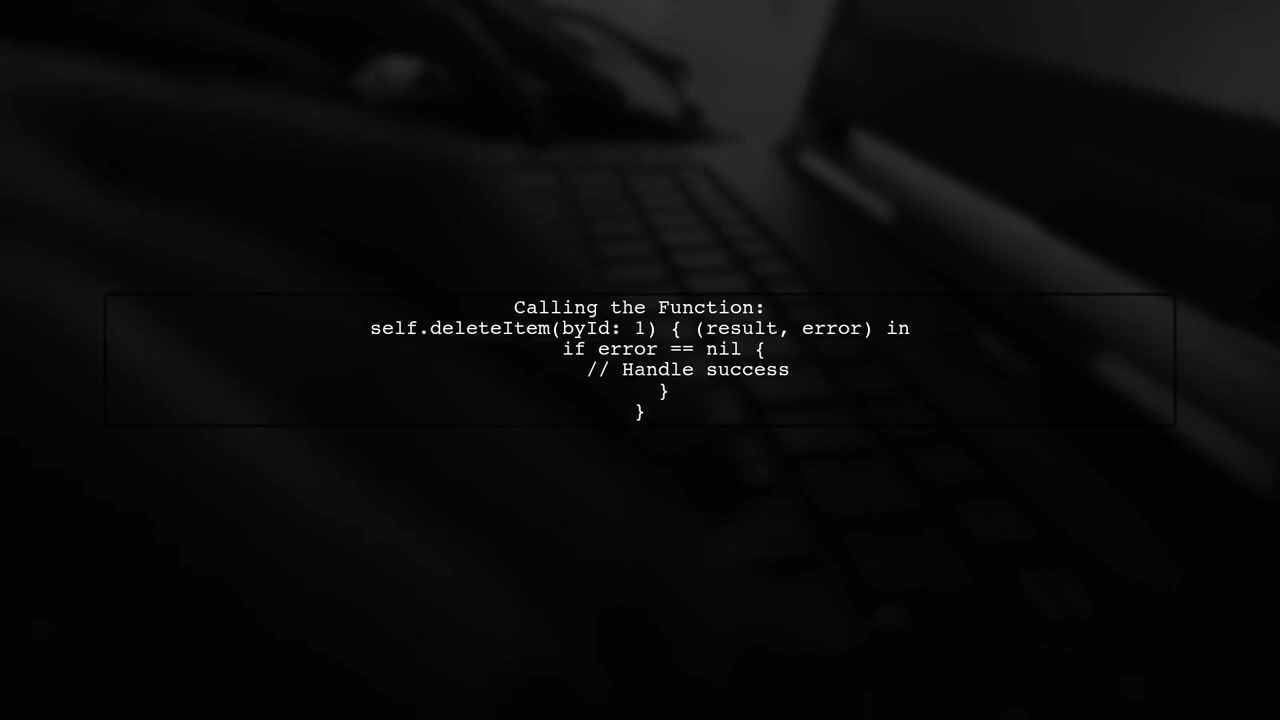 Calling the Function:
self.deleteItem(byId: 1) { (result, error) in
if error == nil {
// Handle success
}
}